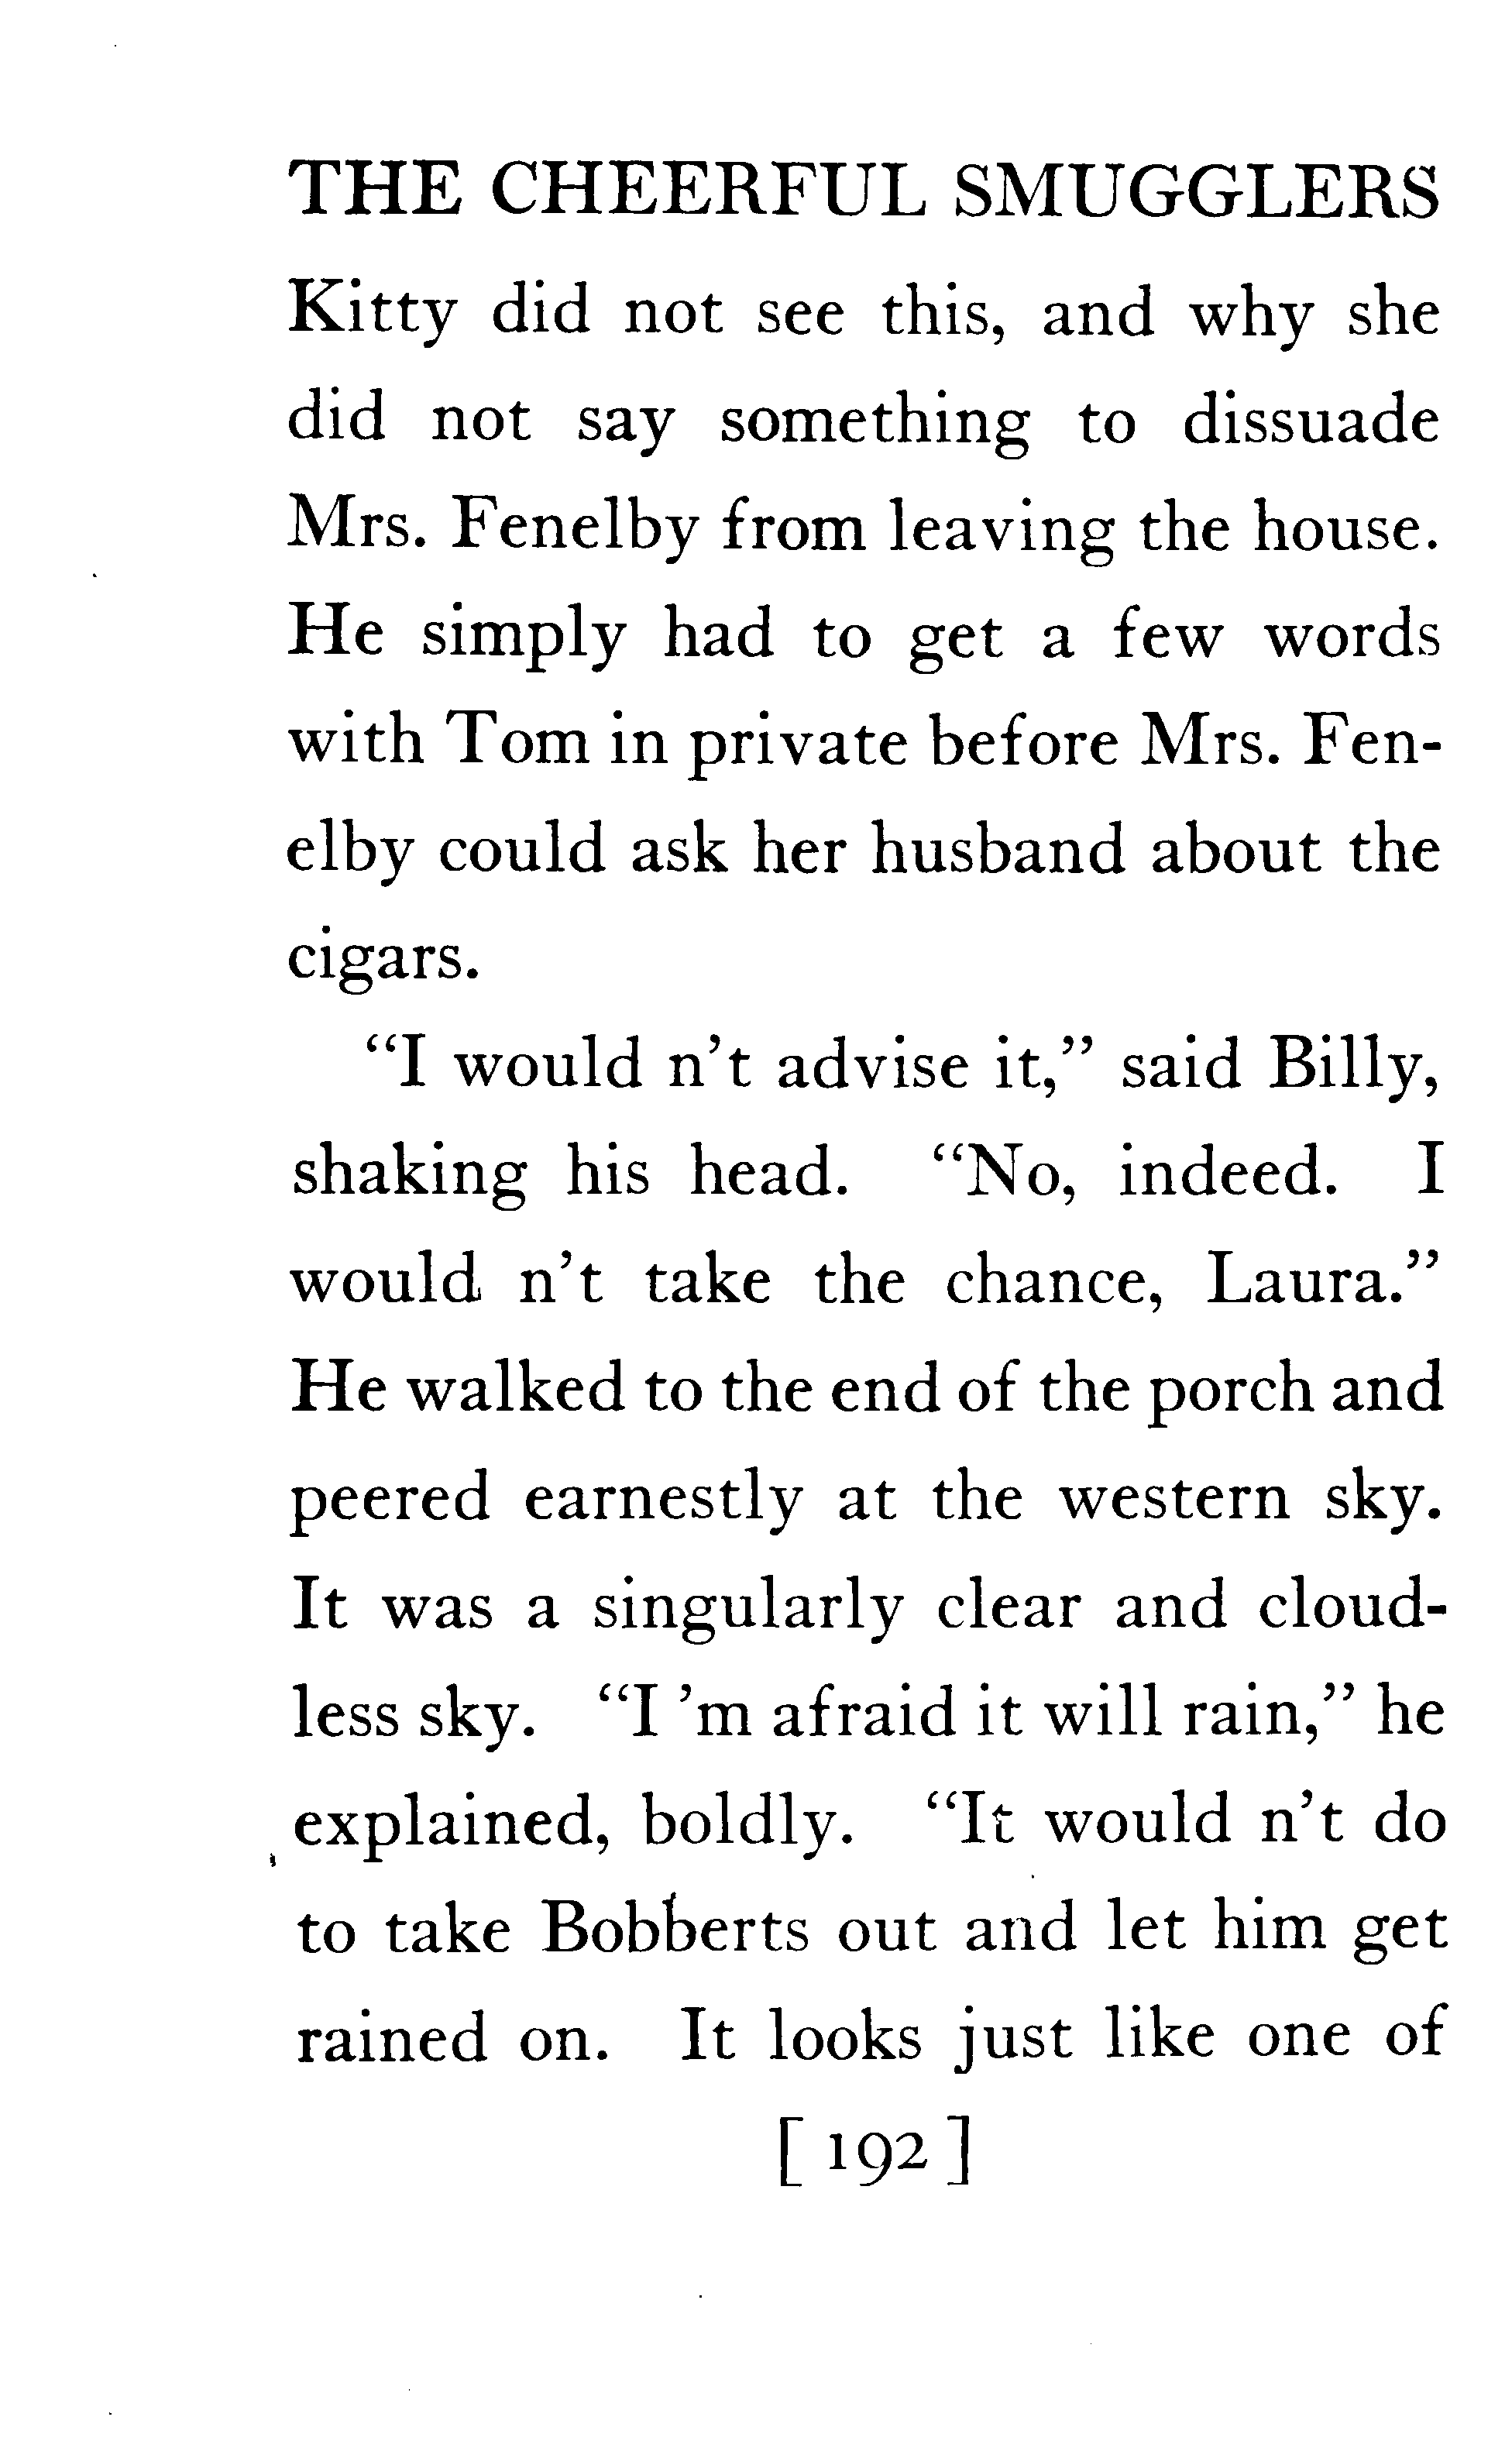 THE CHEERFUL SMUGGLERS
Kitty did not see this, and why she
did not say something to dissuade
Mrs. Fenelby from leaving the house.
He simply had to get a few words
with Tom in private before Mrs. Fen-
elby could ask her husband about the
cigars.
“I would n’t advise it,” said Billy,
shaking his head. “No, indeed. I
would n’t take the chance, Laura.”
He walked to the end of the porch and
peered earnestly at the western sky.
It was a singularly clear and cloud-
less sky. “I ’m afraid it will rain,” he
explained, boldly. “It would n’t do
to take Bobberts out and let him get
rained on. It looks just like one of
[ 192 ]